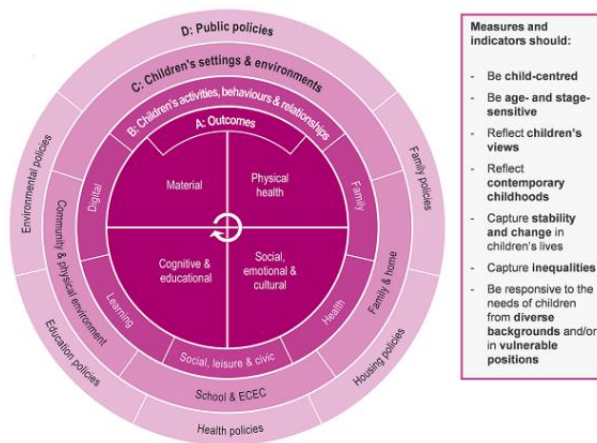 D: Public policies
C: Children's settings & environments
B: Children's activities, behaviours & relationships
A: Outcomes
Material
Physical
health
Cognitive &
educational
Social,
emotional &
cultural
Digital
Family
Learning
Health
Social, leisure & civic
Community & physical environment
Family & home
School & ECEC
Environmental policies
Family policies
Education policies
Housing policies
Health policies
Measures and
indicators should:
- Be child-centred
- Be age- and stage-
sensitive
- Reflect children's
views
- Reflect
contemporary
childhoods
- Capture stability
and change in
children's lives
- Capture inequalities
- Be responsive to the
needs of children
from diverse
backgrounds and/or
in vulnerable
positions